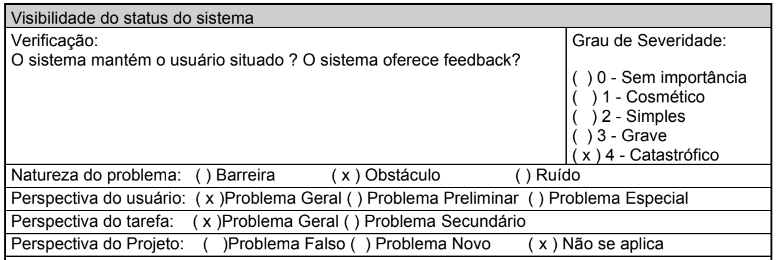 Visibilidade do status do sistema
Verificação:
O sistema mantém o usuário situado ? O sistema oferece feedback?
Grau de Severidade:
( ) 0 - Sem importância
( ) 1 - Cosmético
( ) 2 - Simples
( ) 3 - Grave
( x ) 4 - Catastrófico
Natureza do problema: ( ) Barreira ( x ) Obstáculo ( ) Ruído
Perspectiva do usuário: ( x )Problema Geral ( ) Problema Preliminar ( ) Problema Especial
Perspectiva do tarefa: ( x )Problema Geral ( ) Problema Secundário
Perspectiva do Projeto: ( )Problema Falso ( ) Problema Novo ( x ) Não se aplica